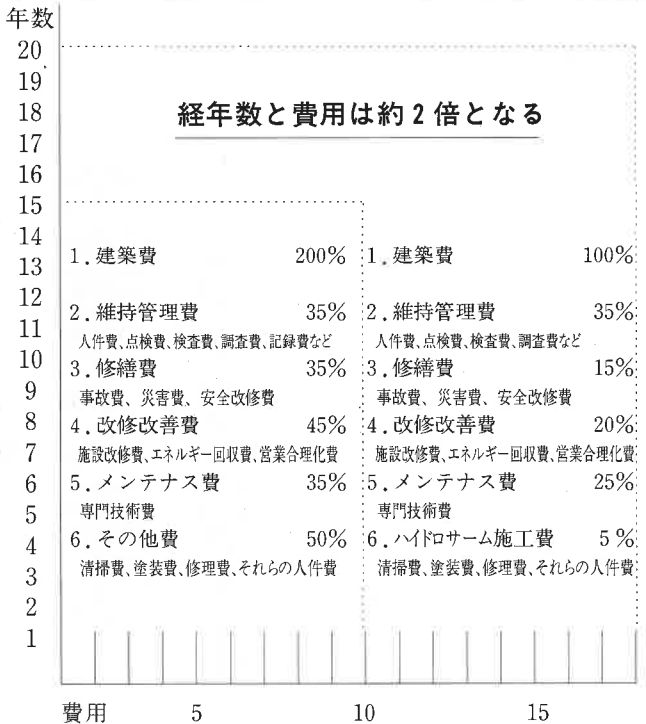 年数
20
19
18
17
16
15
14
13
12
11
10
9
8
7
6
5
4
3
2
1
経年数と費用は約2倍となる
1.建築費 200%
2.維持管理費 35%
人件費、点検費、検査費、調査費、記録費など
3.修繕費 35%
事故費、災害費、安全改修費
4.改修改善費 45%
施設改修費、エネルギー回収費、営業合理化費
5.メンテナス費 35%
専門技術費
6.その他費 50%
清掃費、塗装費、修理費、それらの人件費
1.建築費 100%
2.維持管理費 35%
人件費、点検費、検査費、調査費など
3.修繕費 15%
事故費、災害費、安全改修費
4.改修改善費 20%
施設改修費、エネルギー回収費、営業合理化費
5.メンテナス費 25%
専門技術費
6.ハイドロサーム施工費 5%
清掃費、塗装費、修理費、それらの人件費
費用 5 10 15